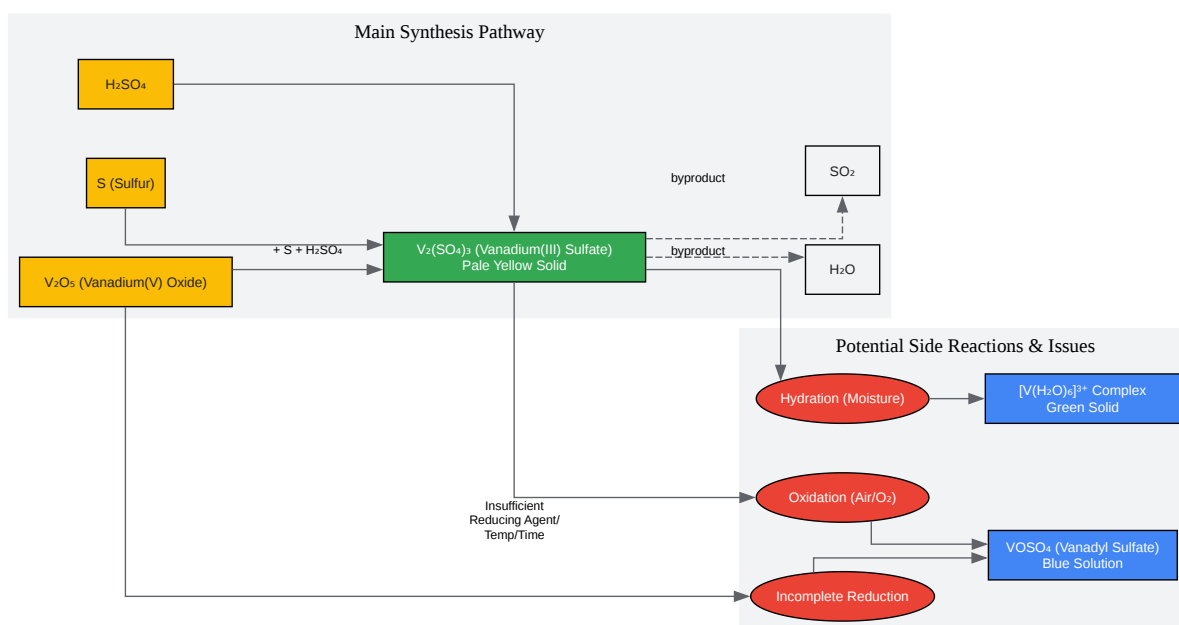 Main Synthesis Pathway
H₂SO₄
S (Sulfur)
+ S + H₂SO₄
V₂O₅ (Vanadium(V) Oxide)
V₂(SO₄)₃ (Vanadium(III) Sulfate)
Pale Yellow Solid
byproduct
SO₂
byproduct
H₂O
Potential Side Reactions & Issues
Hydration (Moisture)
[V(H₂O)₆]³⁺ Complex
Green Solid
Insufficient
Reducing Agent/
Temp/Time
Oxidation (Air/O₂)
VOSO₄ (Vanadyl Sulfate)
Blue Solution
Incomplete Reduction